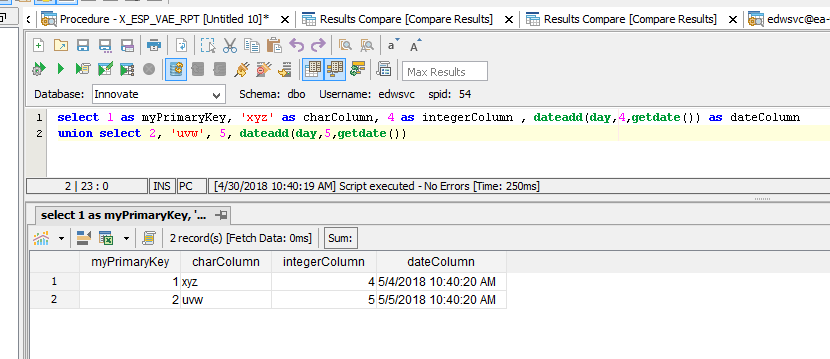 Procedure - X_ESP_VAE_RPT [Untitled 10]* Results Compare [Compare Results] Results Compare [Compare Results] edwsvc@ea-
Max Results
Database: Innovate Schema: dbo Username: edwsvc spid: 54
1 select 1 as myPrimaryKey, 'xyz' as charColumn, 4 as integerColumn , dateadd(day,4,getdate()) as dateColumn
2 union select 2, 'uvw', 5, dateadd(day,5,getdate())
2 | 23 : 0 INS PC [4/30/2018 10:40:19 AM] Script executed - No Errors [Time: 250ms]
select 1 as myPrimaryKey, '...
2 record(s) [Fetch Data: 0ms] Sum:
myPrimaryKey charColumn integerColumn dateColumn
1 1 xyz 4 5/4/2018 10:40:20 AM
2 2 uvw 5 5/5/2018 10:40:20 AM